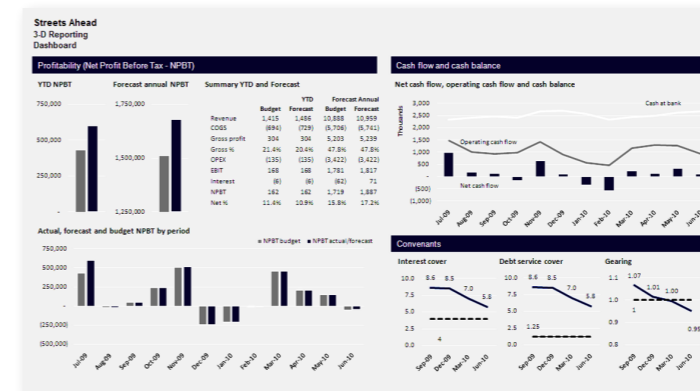 Streets Ahead
3-D Reporting
Dashboard
Profitability (Net Profit Before Tax - NPBT)
YTD NPBT
Forecast annual NPBT
750,000
500,000
250,000
-
1,750,000
1,500,000
1,250,000
Summary YTD and Forecast
YTD Forecast Annual
Budget Forecast Budget Forecast
Revenue 1,415 1,486 10,888 10,959
COGS (694) (729) (5,706) (5,741)
Gross profit 304 304 5,203 5,239
Gross % 21.4% 20.4% 47.8% 47.8%
OPEX (135) (135) (3,422) (3,422)
EBIT 168 168 1,781 1,817
Interest (6) (6) (62) 71
NPBT 162 162 1,719 1,887
Net % 11.4% 10.9% 15.8% 17.2%
Actual, forecast and budget NPBT by period
NPBT budget NPBT actual/forecast
750,000
500,000
250,000
-
(250,000)
(500,000)
Jul-09 Aug-09 Sep-09 Oct-09 Nov-09 Dec-09 Jan-10 Feb-10 Mar-10 Apr-10 May-10 Jun-10
Cash flow and cash balance
Net cash flow, operating cash flow and cash balance
Thousands
3,000
2,500
2,000
1,500
1,000
500
-
(500)
(1,000)
Cash at bank
Operating cash flow
Net cash flow
Jul-09 Aug-09 Sep-09 Oct-09 Nov-09 Dec-09 Jan-10 Feb-10 Mar-10 Apr-10 May-10 Jun-10
Convenants
Interest cover
10.0
7.5
5.0
2.5
0.0
8.6 8.5 7.0 5.8
4
Sep-09 Dec-09 Mar-10 Jun-10
Debt service cover
10.0
7.5
5.0
2.5
0.0
8.6 8.5 7.0 5.8
1.25
Sep-09 Dec-09 Mar-10 Jun-10
Gearing
1.1
1.0
0.9
0.8
1.07 1.01 1.00
1
0.95
Sep-09 Dec-09 Mar-10 Jun-10